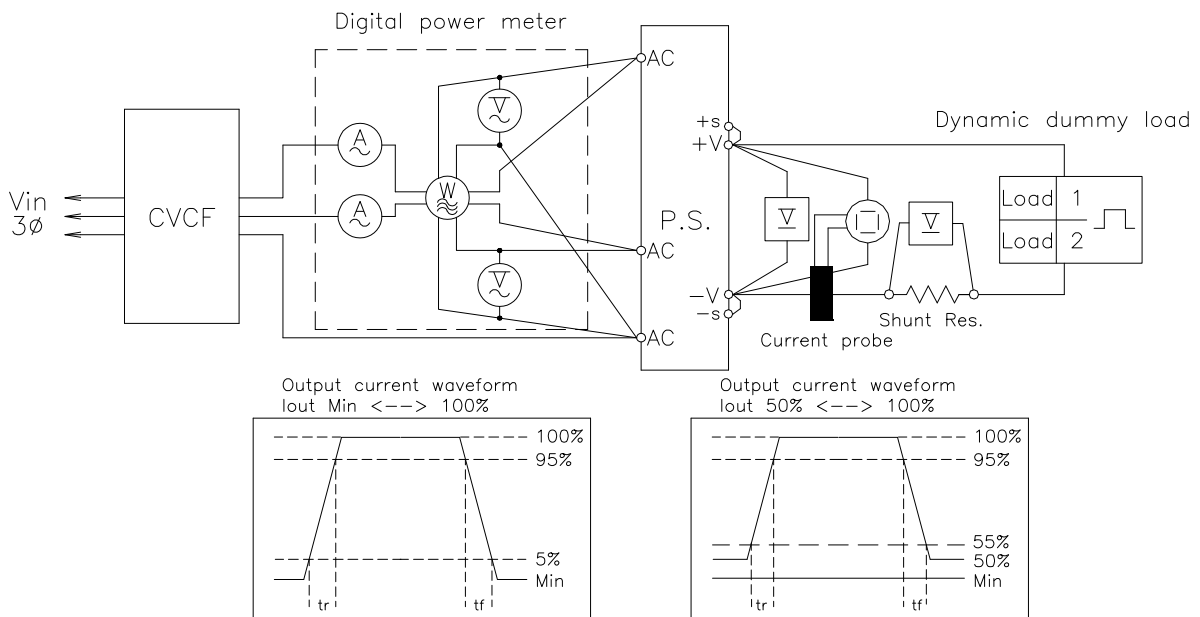 Digital power meter
AC
+s
+V
Dynamic dummy load
A
V
W
A
V
Vin
3ø
CVCF
P.S.
AC
V
V
Load 1
Load 2
-V
-s
AC
Shunt Res.
Current probe
Output current waveform
Iout Min <--> 100%
100%
95%
5%
Min
tr
tf
Output current waveform
Iout 50% <--> 100%
100%
95%
55%
50%
Min
tr
tf